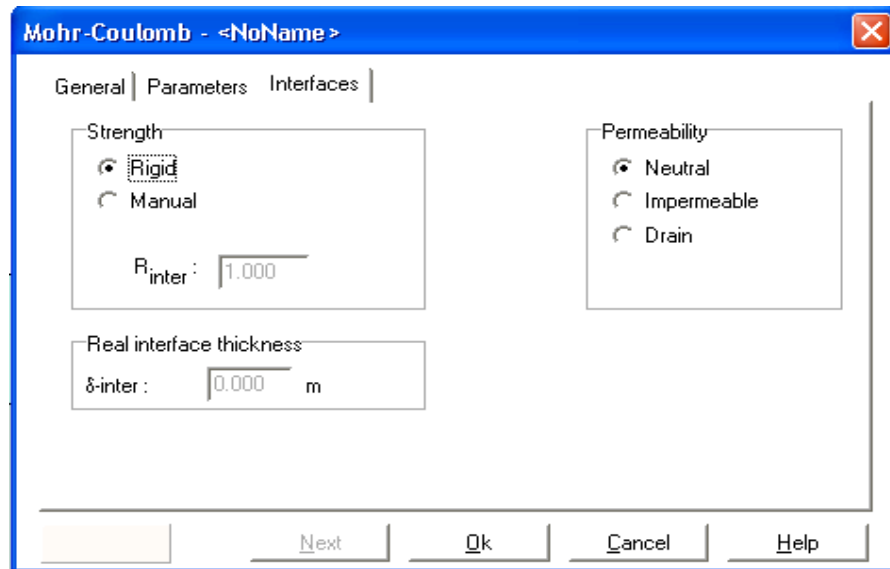 Mohr-Coulomb - <NoName>
General Parameters Interfaces
Strength
Rigid
Manual
Rinter : 1.000
Permeability
Neutral
Impermeable
Drain
Real interface thickness
δ-inter : 0.000 m
Next Ok Cancel Help